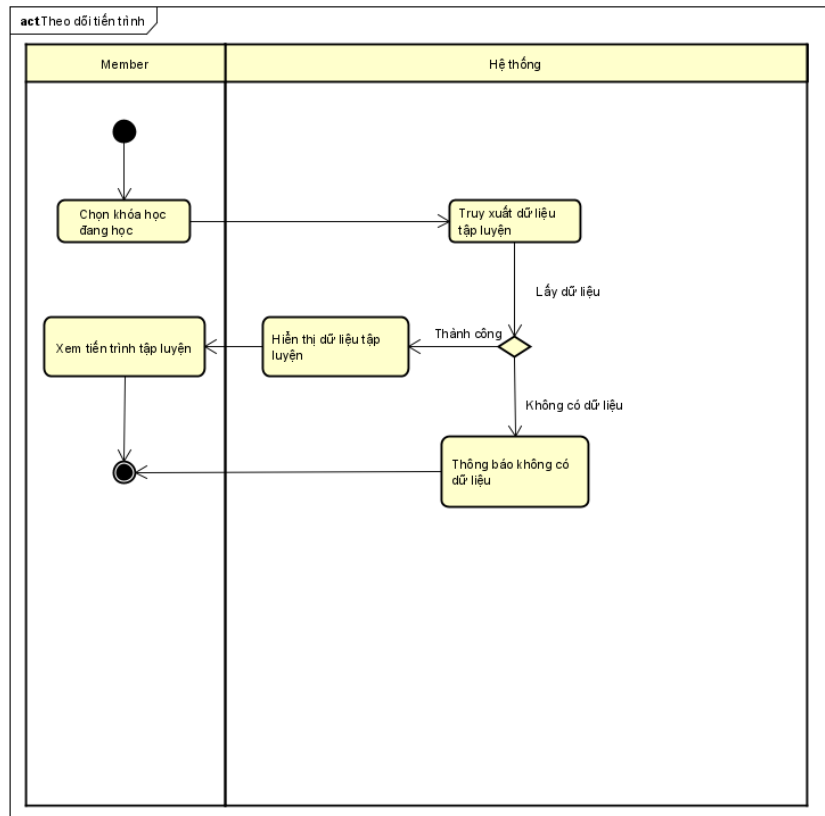 act Theo dõi tiến trình
Member
Hệ thống
Chọn khóa học
đang học
Truy xuất dữ liệu
tập luyện
Lấy dữ liệu
Thành công
Hiển thị dữ liệu tập
luyện
Xem tiến trình tập luyện
Không có dữ liệu
Thông báo không có
dữ liệu